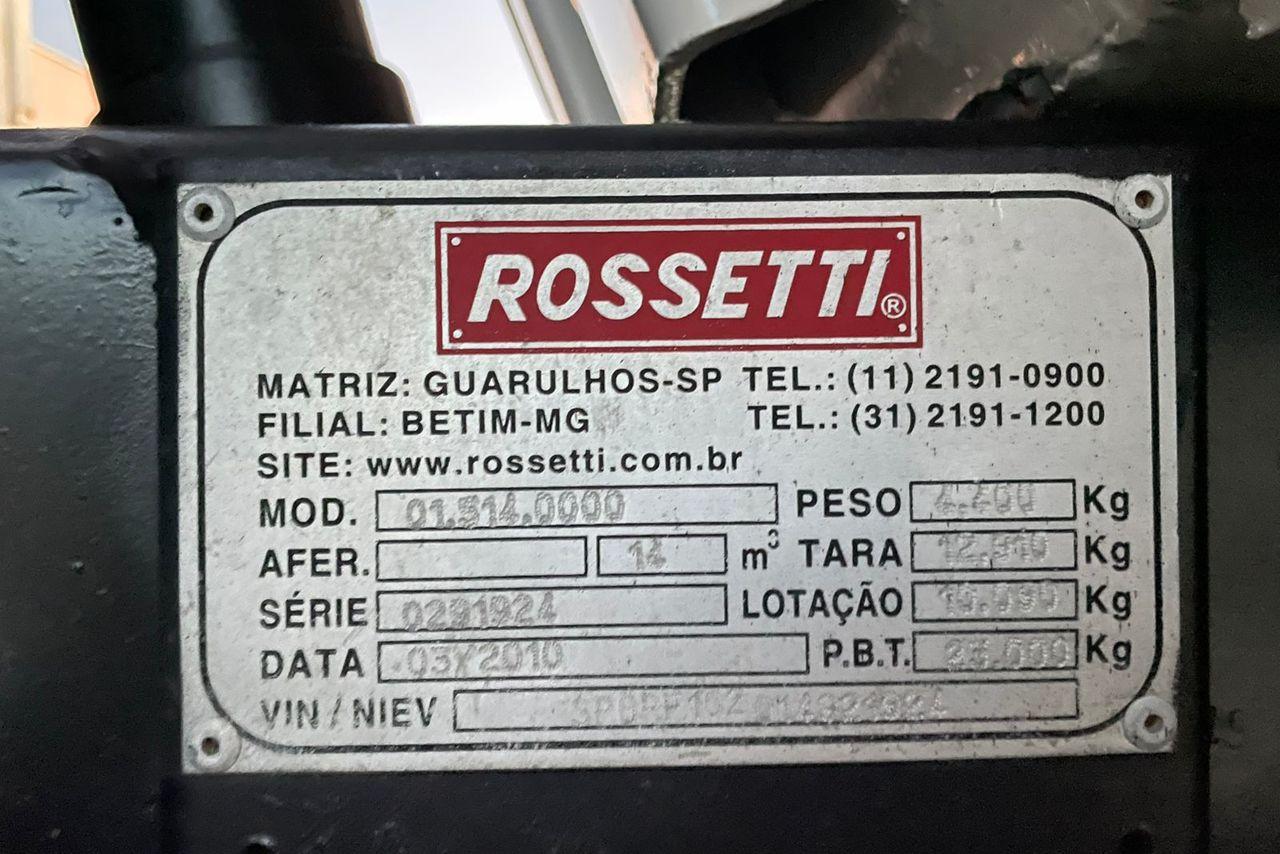 ROSSETTI®
MATRIZ: GUARULHOS-SP TEL.: (11) 2191-0900
FILIAL: BETIM-MG TEL.: (31) 2191-1200
SITE: www.rossetti.com.br
MOD. 01.514.0000 PESO Kg
AFER. 14 m³ TARA Kg
SÉRIE 0291924 LOTAÇÃO Kg
DATA 03/2010 P.B.T. 23.000 Kg
VIN / NIEV